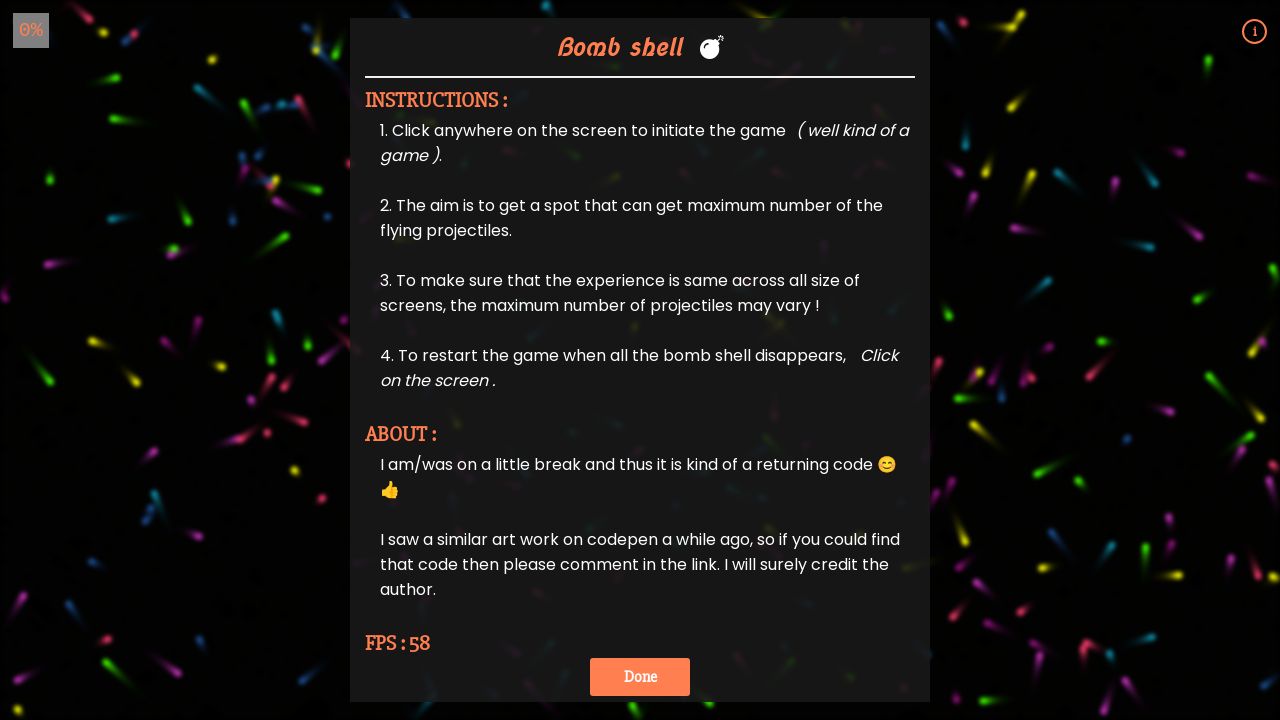 0%
i
Bomb shell 💣
INSTRUCTIONS :
1. Click anywhere on the screen to initiate the game ( well kind of a
game ).
2. The aim is to get a spot that can get maximum number of the
flying projectiles.
3. To make sure that the experience is same across all size of
screens, the maximum number of projectiles may vary !
4. To restart the game when all the bomb shell disappears, Click
on the screen .
ABOUT :
I am/was on a little break and thus it is kind of a returning code 😊
👍
I saw a similar art work on codepen a while ago, so if you could find
that code then please comment in the link. I will surely credit the
author.
FPS : 58
Done